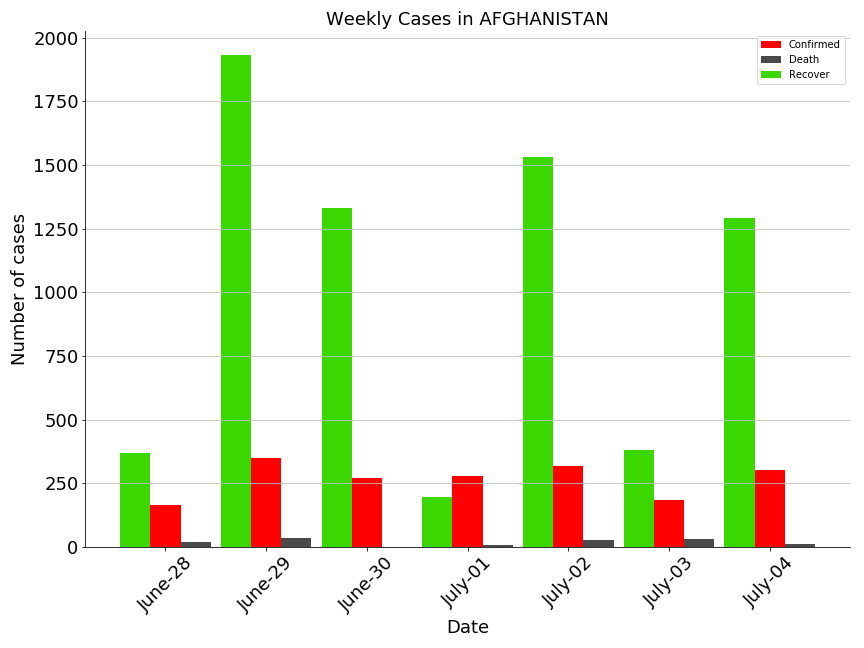 Weekly Cases in AFGHANISTAN
Confirmed
Death
Recover
Number of cases
2000
1750
1500
1250
1000
750
500
250
0
June-28
June-29
June-30
July-01
July-02
July-03
July-04
Date